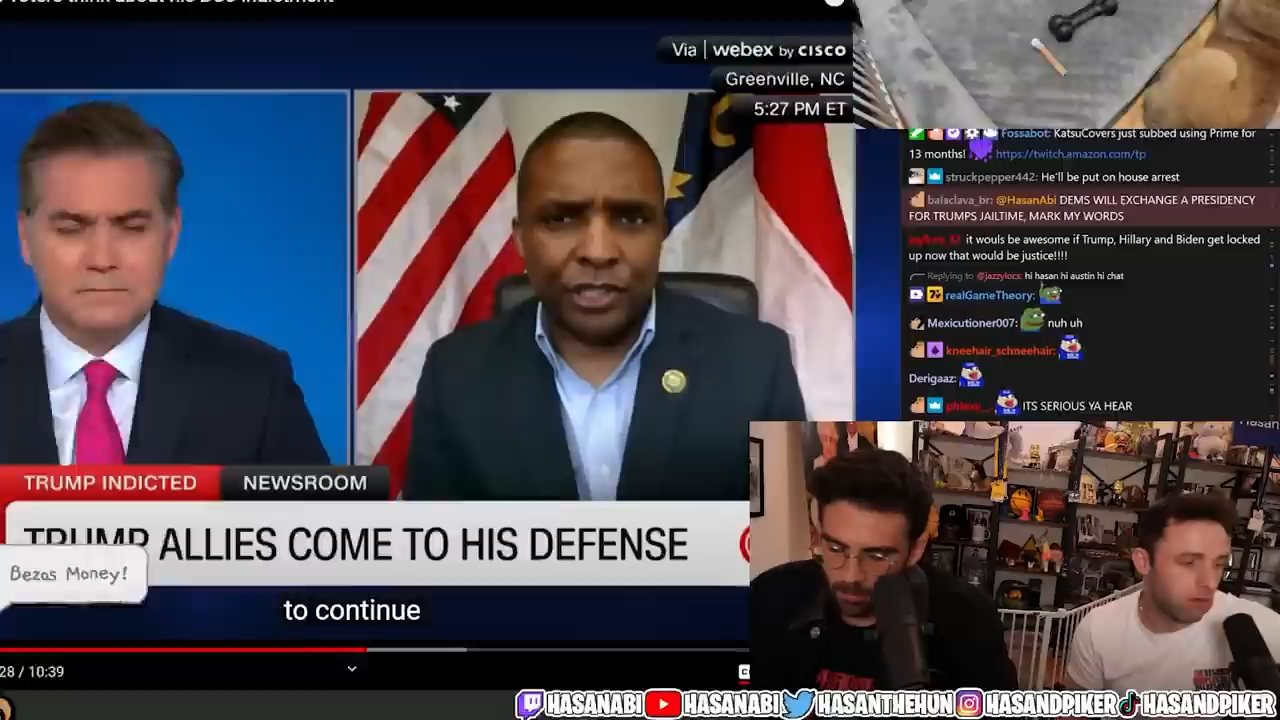 Via | webex by CISCO
Greenville, NC
5:27 PM ET
TRUMP INDICTED
NEWSROOM
TRUMP ALLIES COME TO HIS DEFENSE
Bezos Money!
to continue
28 / 10:39
Fossabot: KatsuCovers just subbed using Prime for
13 months! https://twitch.amazon.com/tp
struckpepper442: He'll be put on house arrest
balaclava_br: @HasanAbi DEMS WILL EXCHANGE A PRESIDENCY
FOR TRUMPS JAILTIME, MARK MY WORDS
it wouls be awesome if Trump, Hillary and Biden get locked
up now that would be justice!!!!
Replying to @jazzylocs: hi hasan hi austin hi chat
realGameTheory:
Mexicutioner007: nuh uh
kneehair_schneehair:
Derigaaz:
ITS SERIOUS YA HEAR
HASANABI HASANABI HASANTHEHUN HASANDPIKER HASANDPIKER